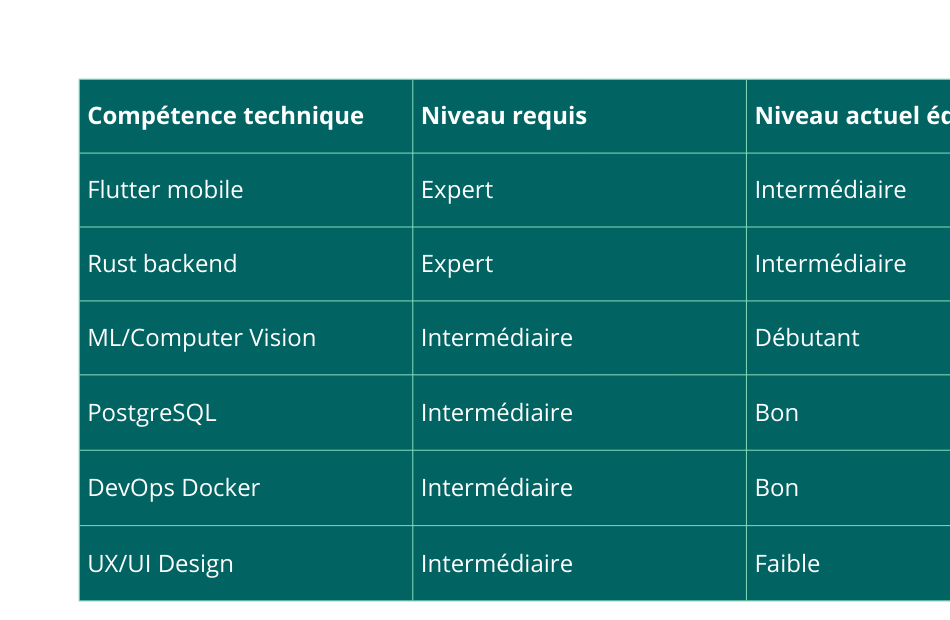 Compétence technique Niveau requis Niveau actuel
Flutter mobile Expert Intermédiaire
Rust backend Expert Intermédiaire
ML/Computer Vision Intermédiaire Débutant
PostgreSQL Intermédiaire Bon
DevOps Docker Intermédiaire Bon
UX/UI Design Intermédiaire Faible